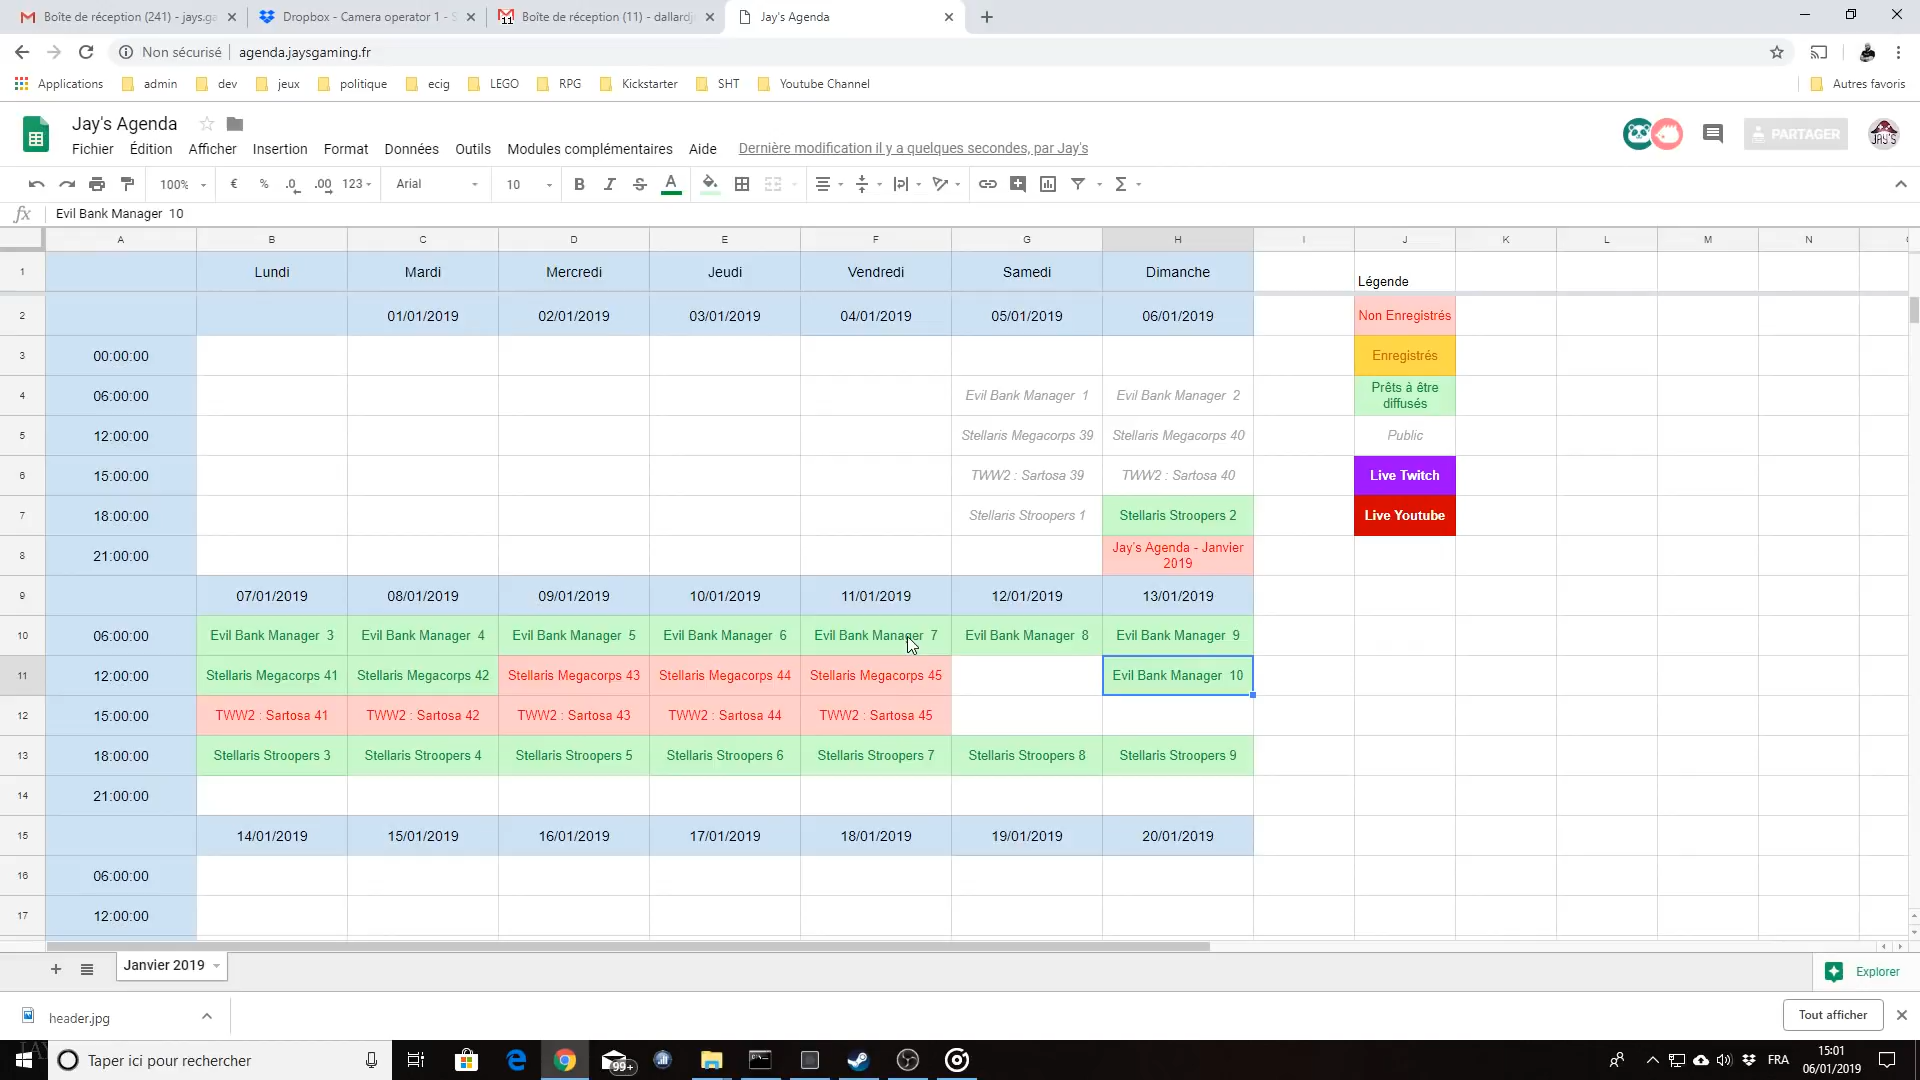 Boîte de réception (241) - jays.ga
Dropbox - Camera operator 1 - S
11
Boîte de réception (11) - dallardj
Jay's Agenda
Non sécurisé
agenda.jaysgaming.fr
Applications
admin
dev
jeux
politique
ecig
LEGO
RPG
Kickstarter
SHT
Youtube Channel
Autres favoris
Jay's Agenda
PARTAGER
JAY'S
Fichier Édition Afficher Insertion Format Données Outils Modules complémentaires Aide Dernière modification il y a quelques secondes, par Jay's
100% € % .0 .00 123 Arial 10 B I S A
fx Evil Bank Manager 10
A B C D E F G H I J K L M N
1 Lundi Mardi Mercredi Jeudi Vendredi Samedi Dimanche Légende
2 01/01/2019 02/01/2019 03/01/2019 04/01/2019 05/01/2019 06/01/2019 Non Enregistrés
3 00:00:00 Enregistrés
4 06:00:00 Evil Bank Manager 1 Evil Bank Manager 2 Prêts à être
diffusés
5 12:00:00 Stellaris Megacorps 39 Stellaris Megacorps 40 Public
6 15:00:00 TWW2 : Sartosa 39 TWW2 : Sartosa 40 Live Twitch
7 18:00:00 Stellaris Stroopers 1 Stellaris Stroopers 2 Live Youtube
8 21:00:00 Jay's Agenda - Janvier
2019
9 07/01/2019 08/01/2019 09/01/2019 10/01/2019 11/01/2019 12/01/2019 13/01/2019
10 06:00:00 Evil Bank Manager 3 Evil Bank Manager 4 Evil Bank Manager 5 Evil Bank Manager 6 Evil Bank Manager 7 Evil Bank Manager 8 Evil Bank Manager 9
11 12:00:00 Stellaris Megacorps 41 Stellaris Megacorps 42 Stellaris Megacorps 43 Stellaris Megacorps 44 Stellaris Megacorps 45 Evil Bank Manager 10
12 15:00:00 TWW2 : Sartosa 41 TWW2 : Sartosa 42 TWW2 : Sartosa 43 TWW2 : Sartosa 44 TWW2 : Sartosa 45
13 18:00:00 Stellaris Stroopers 3 Stellaris Stroopers 4 Stellaris Stroopers 5 Stellaris Stroopers 6 Stellaris Stroopers 7 Stellaris Stroopers 8 Stellaris Stroopers 9
14 21:00:00
15 14/01/2019 15/01/2019 16/01/2019 17/01/2019 18/01/2019 19/01/2019 20/01/2019
16 06:00:00
17 12:00:00
Janvier 2019
Explorer
header.jpg
Tout afficher
Taper ici pour rechercher
99+
FRA
15:01
06/01/2019